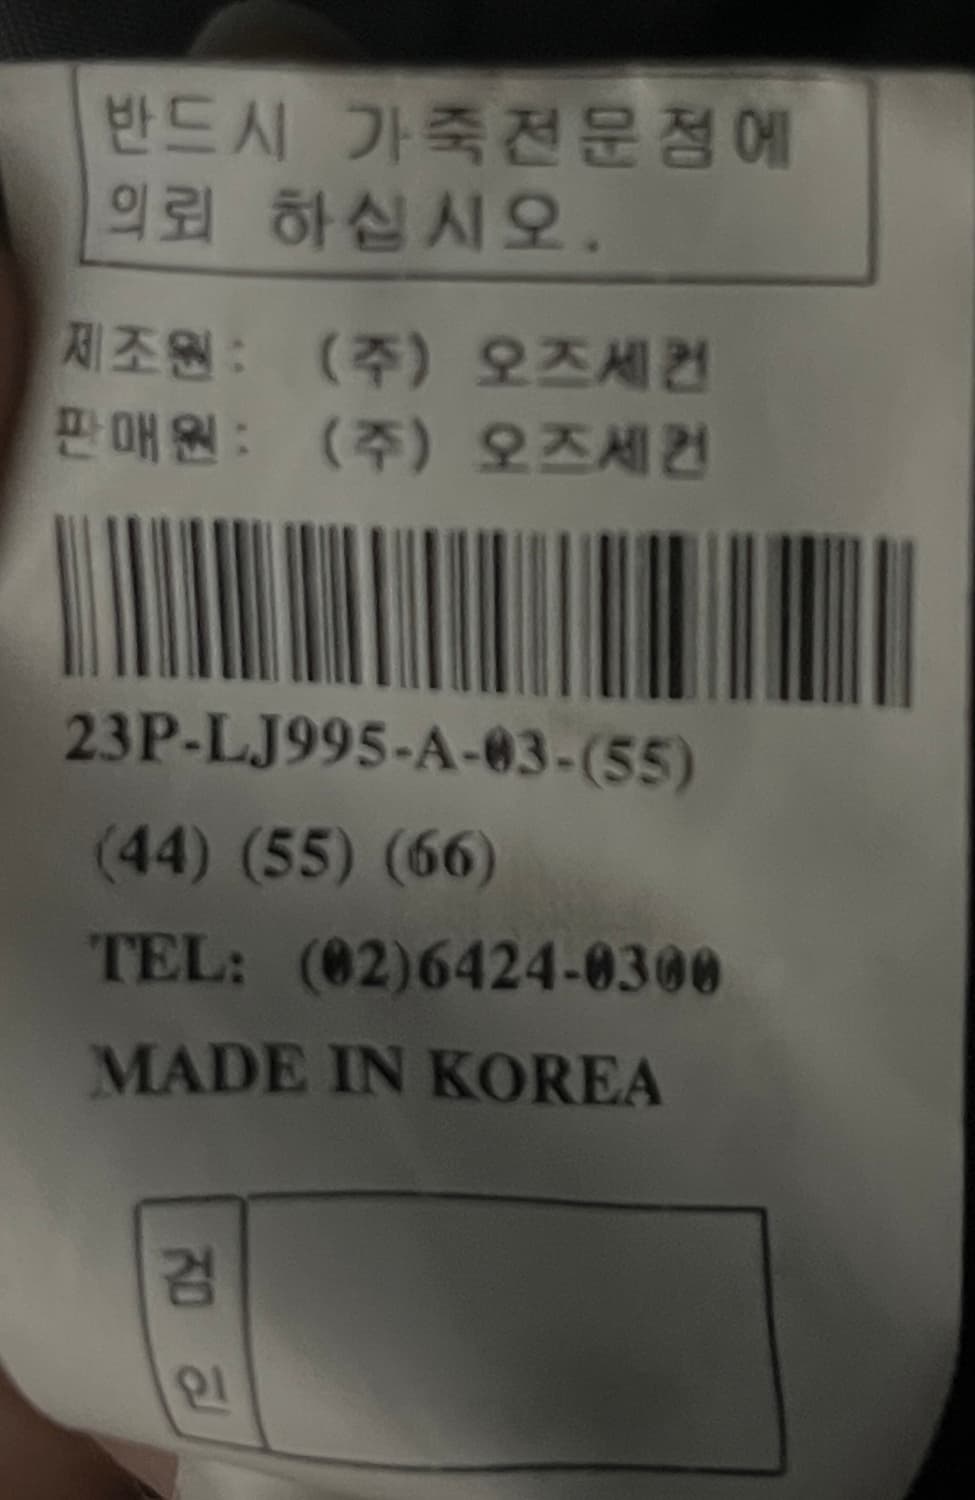 반드시 가죽전문점에
의뢰 하십시오.
제조원: (주) 오즈세컨
판매원: (주) 오즈세컨
23P-LJ995-A-03-(55)
(44) (55) (66)
TEL: (02)6424-0300
MADE IN KOREA
검
인